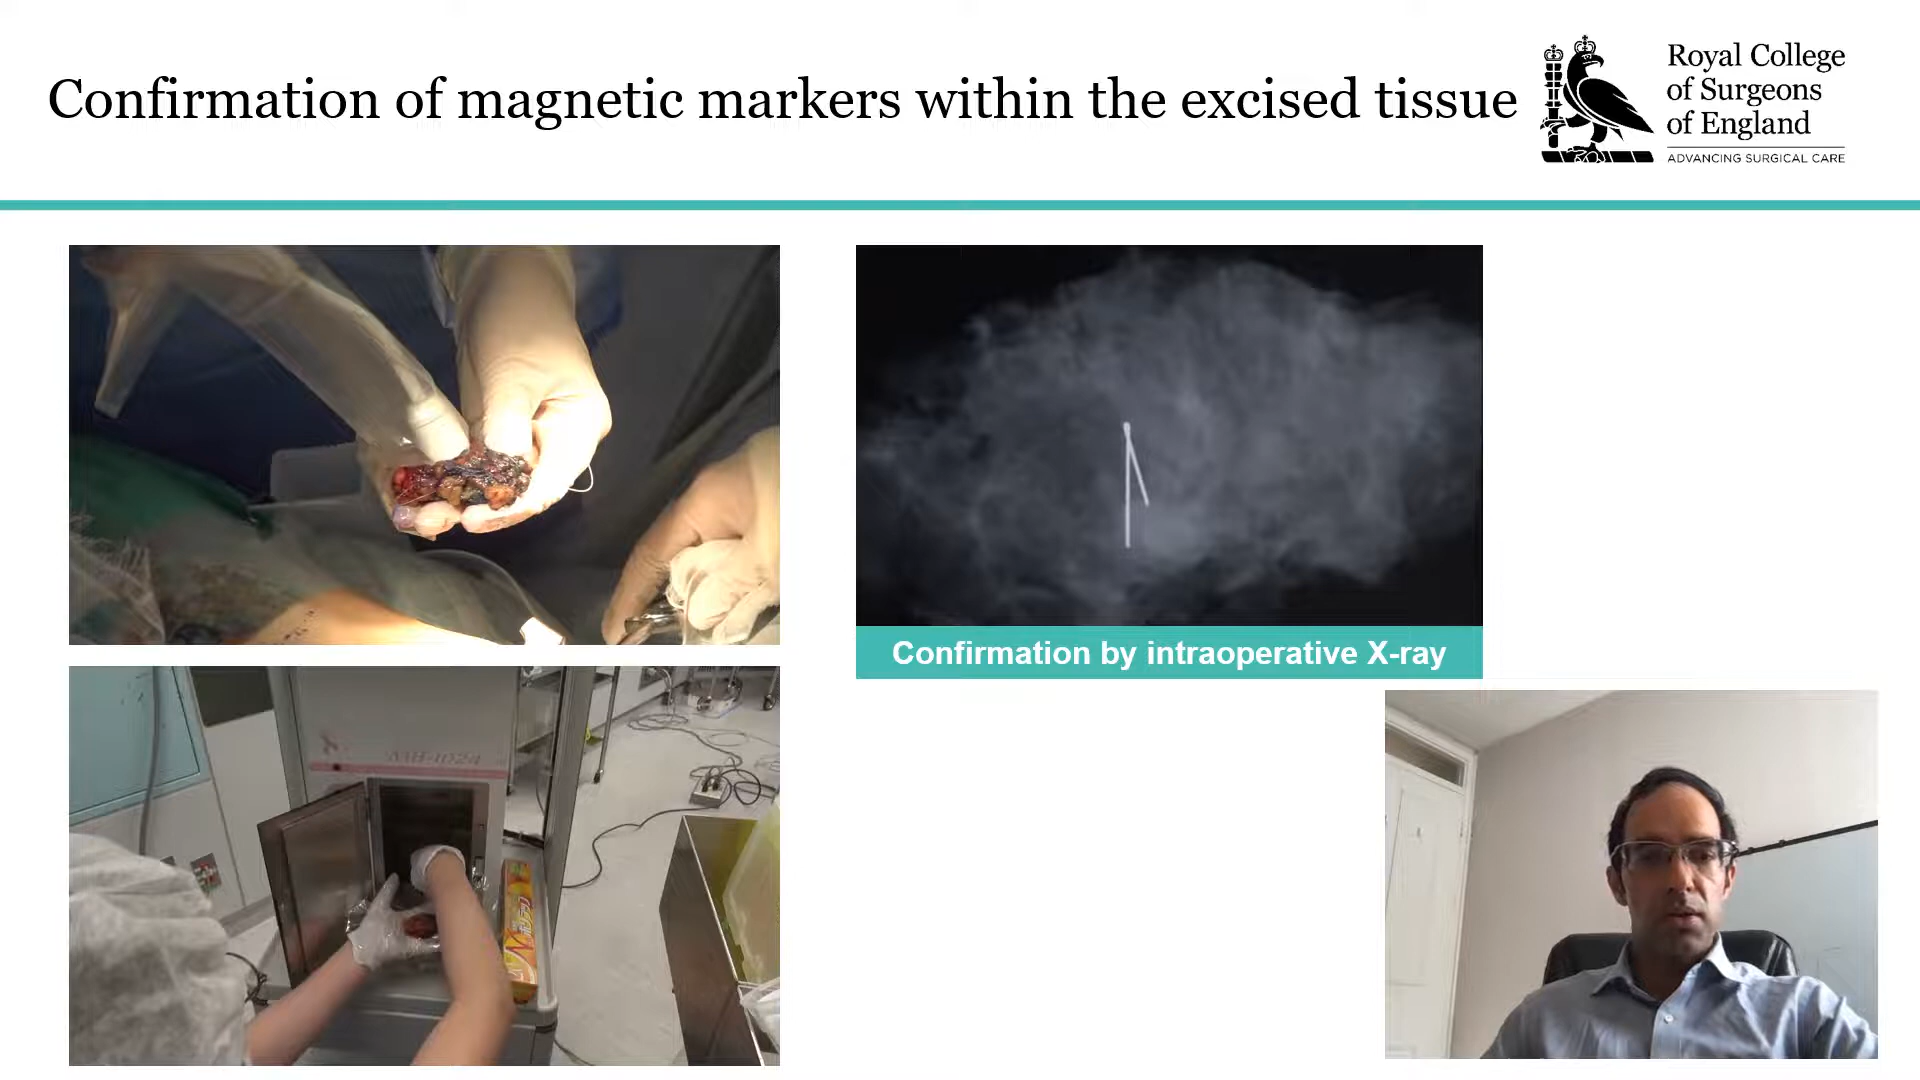 Confirmation of magnetic markers within the excised tissue
Royal College
of Surgeons
of England
ADVANCING SURGICAL CARE
Confirmation by intraoperative X-ray